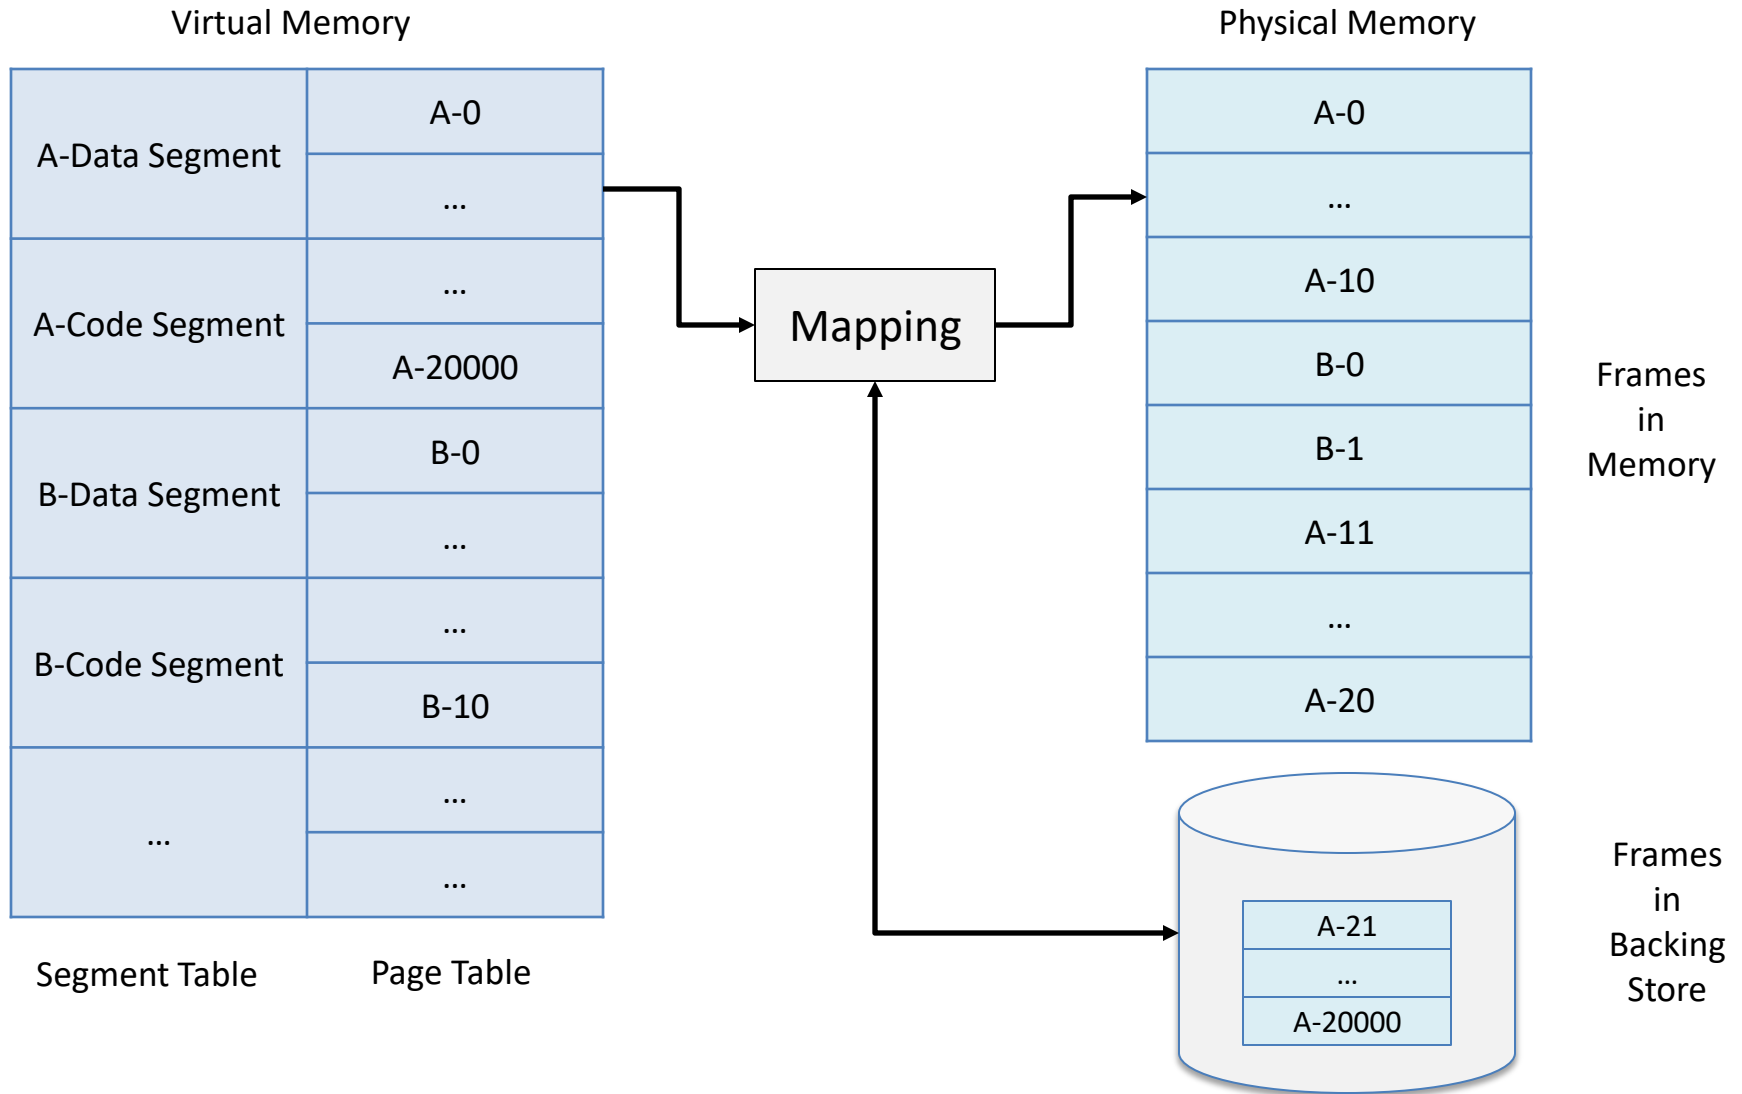 Virtual Memory
Physical Memory
A-Data Segment
A-0
...
A-Code Segment
...
A-20000
B-Data Segment
B-0
...
B-Code Segment
...
B-10
...
...
...
Segment Table
Page Table
Mapping
A-0
...
A-10
B-0
B-1
A-11
...
A-20
Frames
in
Memory
A-21
...
A-20000
Frames
in
Backing
Store